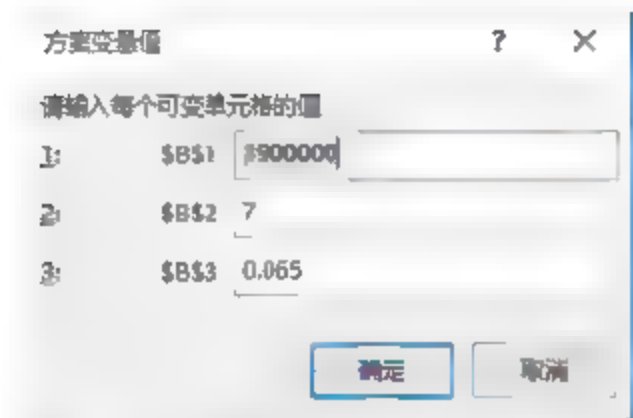 方案变量值 ? ×
请输入每个可变单元格的值
1: $B$1
2: $B$2 7
3: $B$3 0.065
确定 取消